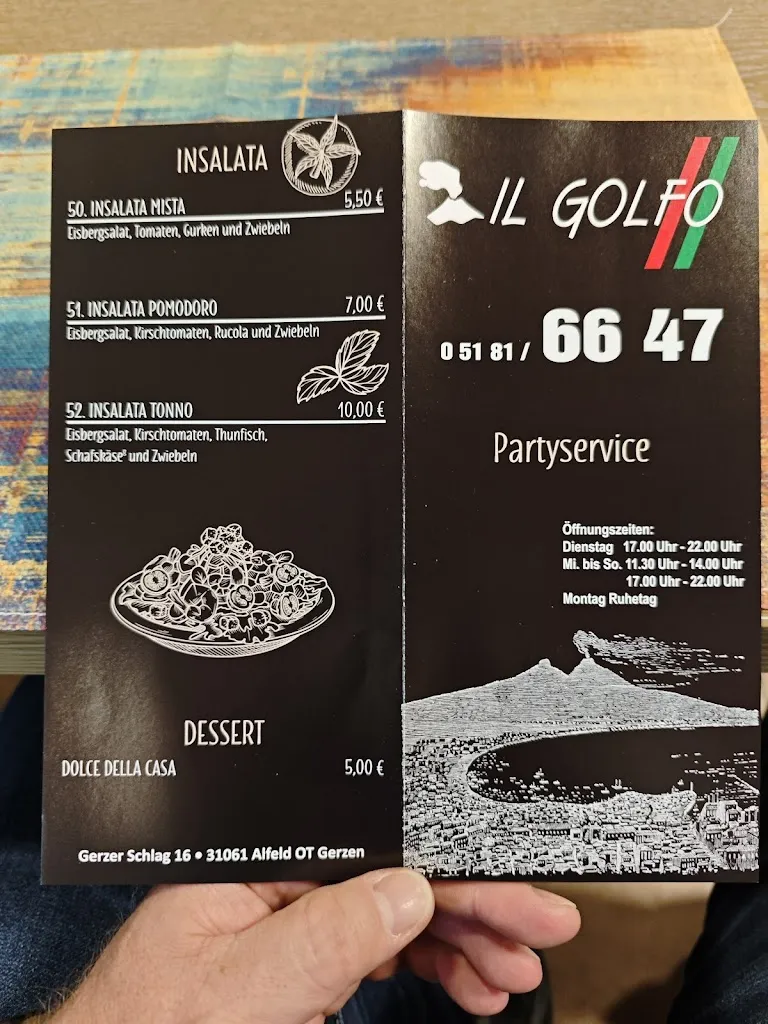 INSALATA
50. INSALATA MISTA 5,50 €
Eisbergsalat, Tomaten, Gurken und Zwiebeln
51. INSALATA POMODORO 7,00 €
Eisbergsalat, Kirschtomaten, Rucola und Zwiebeln
52. INSALATA TONNO 10,00 €
Eisbergsalat, Kirschtomaten, Thunfisch,
Schafskäse⁸ und Zwiebeln
DESSERT
DOLCE DELLA CASA 5,00 €
Gerzer Schlag 16 • 31061 Alfeld OT Gerzen
IL GOLFO
0 51 81 / 66 47
Partyservice
Öffnungszeiten:
Dienstag 17.00 Uhr - 22.00 Uhr
Mi. bis So. 11.30 Uhr - 14.00 Uhr
17.00 Uhr - 22.00 Uhr
Montag Ruhetag